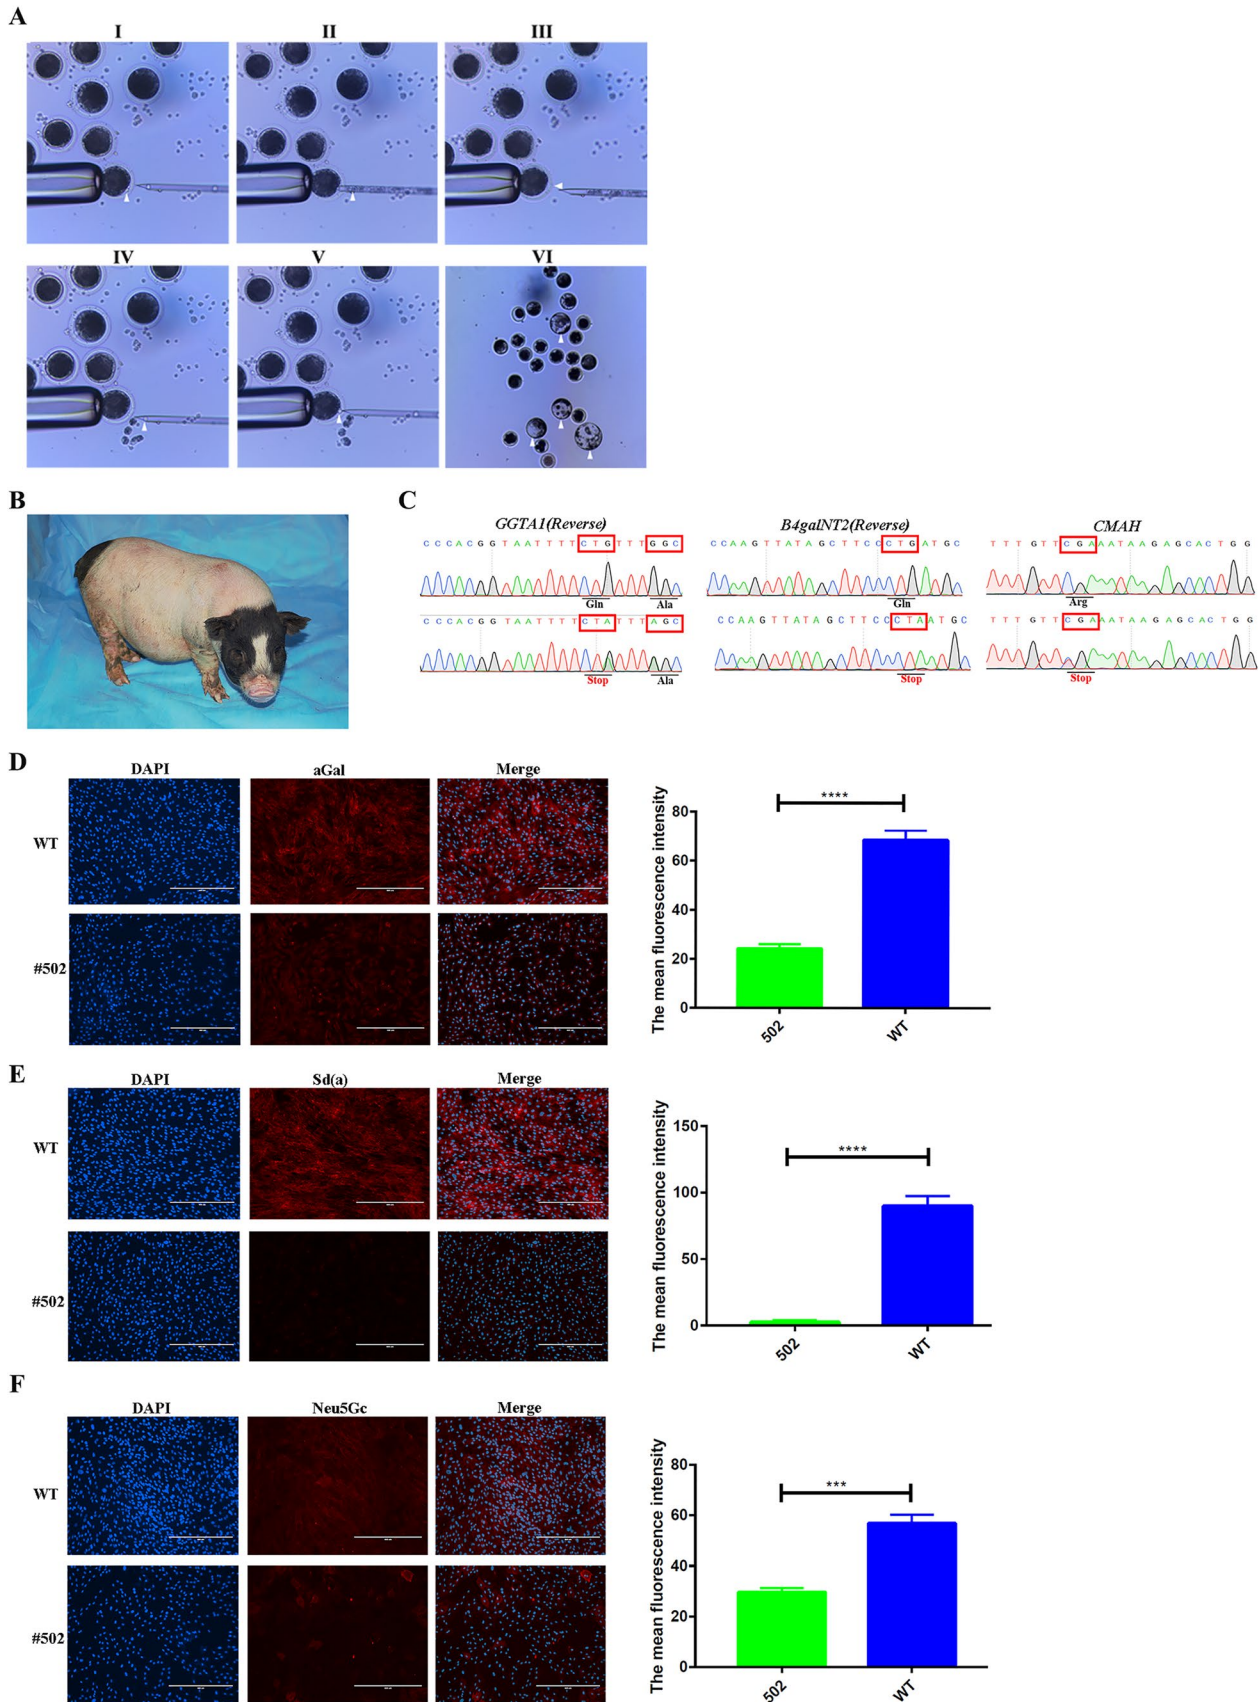 A
I II III
IV V VI
B
C
GGTA1(Reverse)
C C C A C G G T A A T T T T C T G T T T G G C
Gln Ala
C C C A C G G T A A T T T T C T A T T T A G C
Stop Ala
B4galNT2(Reverse)
C C A A G T T A T A G C T T C C C T G A T G C
Gln
C C A A G T T A T A G C T T C C C T A A T G C
Stop
CMAH
T T T G T T C G A A A T A A G A G C A C T G G
Arg
T T T G T T C G A A A T A A G A G C A C T G G
Stop
D
DAPI aGal Merge
WT
#502
The mean fluorescence intensity
80
60
40
20
0
****
502 WT
E
DAPI Sd(a) Merge
WT
#502
The mean fluorescence intensity
150
100
50
0
****
502 WT
F
DAPI Neu5Gc Merge
WT
#502
The mean fluorescence intensity
80
60
40
20
0
***
502 WT